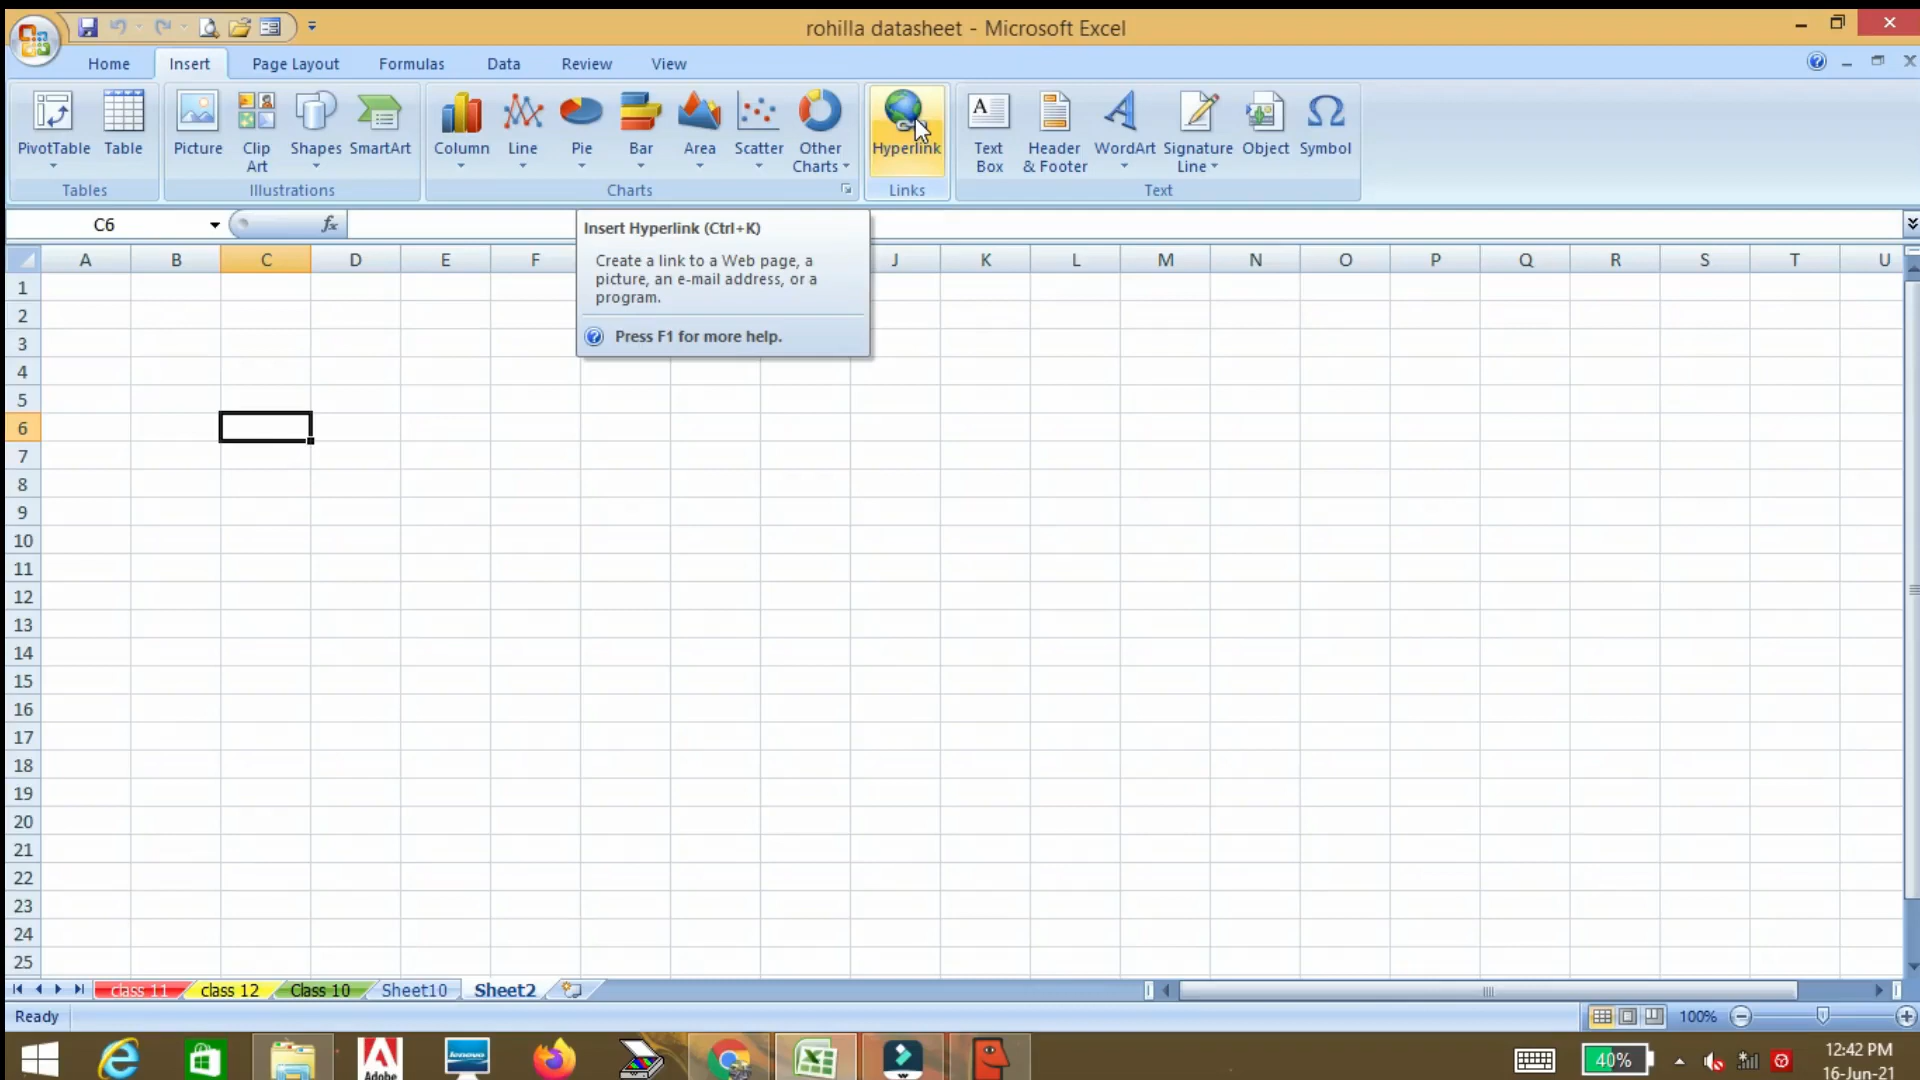 rohilla datasheet - Microsoft Excel
Home Insert Page Layout Formulas Data Review View
PivotTable Table Picture Clip Art Shapes SmartArt Column Line Pie Bar Area Scatter Other Charts Hyperlink Text Box Header & Footer WordArt Signature Line Object Symbol
Tables Illustrations Charts Links Text
C6 fx
Insert Hyperlink (Ctrl+K)
Create a link to a Web page, a
picture, an e-mail address, or a
program.
Press F1 for more help.
A B C D E F J K L M N O P Q R S T U
1
2
3
4
5
6
7
8
9
10
11
12
13
14
15
16
17
18
19
20
21
22
23
24
25
class 11 class 12 Class 10 Sheet10 Sheet2
Ready 100%
Adobe lenovo 40% 12:42 PM
16-Jun-21